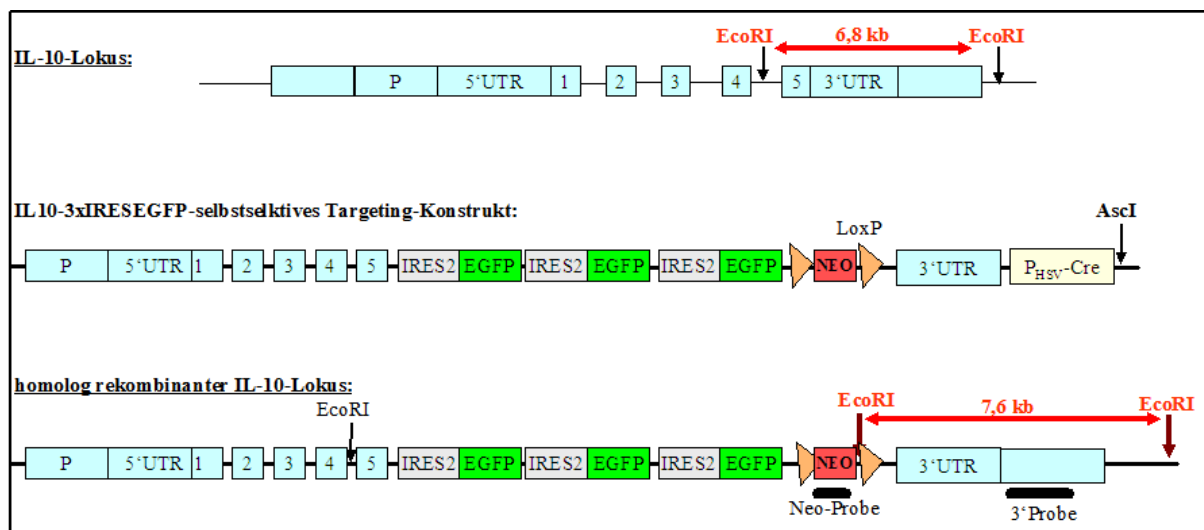 EcoRI 6,8 kb EcoRI
IL-10-Lokus:
P 5‘UTR 1 2 3 4 5 3‘UTR
IL10-3xIRESEGFP-selbstselktives Targeting-Konstrukt:
LoxP AscI
P 5‘UTR 1 2 3 4 5 IRES2 EGFP IRES2 EGFP IRES2 EGFP NEO 3‘UTR PHSV-Cre
homolog rekombinanter IL-10-Lokus:
EcoRI EcoRI 7,6 kb EcoRI
P 5‘UTR 1 2 3 4 5 IRES2 EGFP IRES2 EGFP IRES2 EGFP NEO 3‘UTR
Neo-Probe 3‘Probe